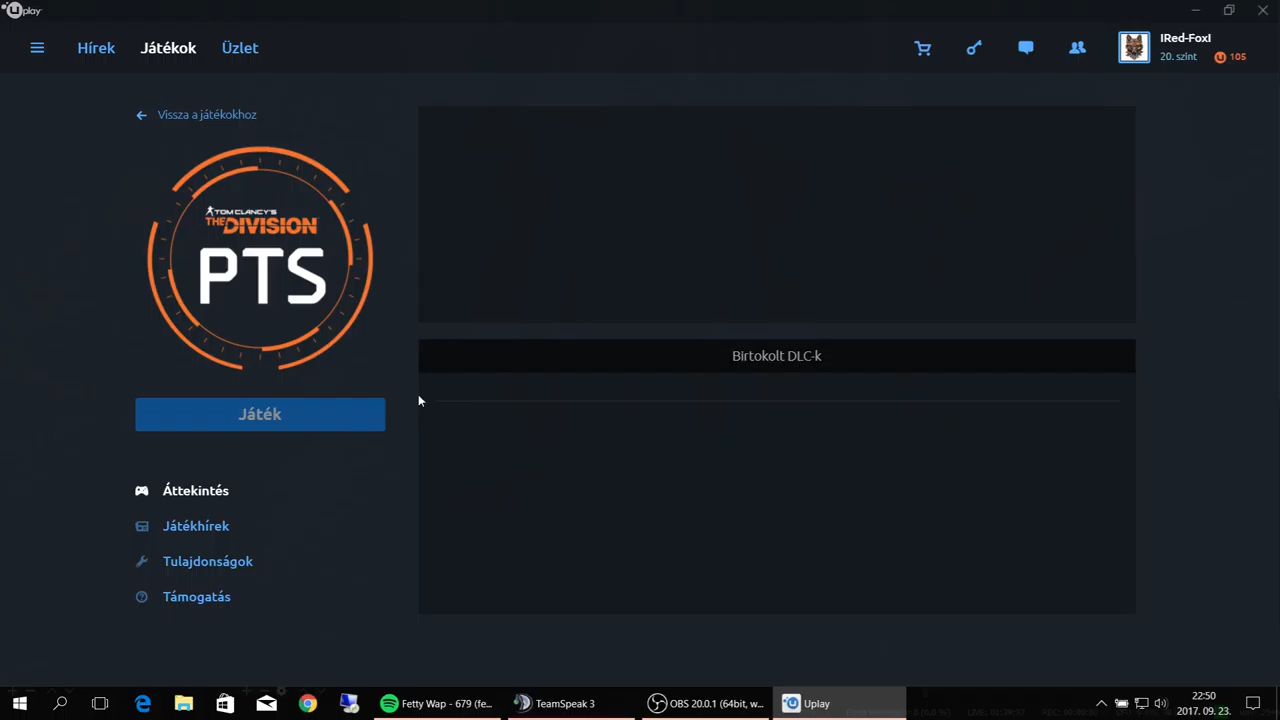 uplay
Hírek
Játékok
Üzlet
IRed-FoxI
20. szint
105
Vissza a játékokhoz
TOM CLANCY'S
THE DIVISION
PTS
Játék
Áttekintés
Játékhírek
Tulajdonságok
Támogatás
Birtokolt DLC-k
Fetty Wap - 679 (fe...
TeamSpeak 3
OBS 20.0.1 (64bit, w...
Uplay
22:50
2017. 09. 23.